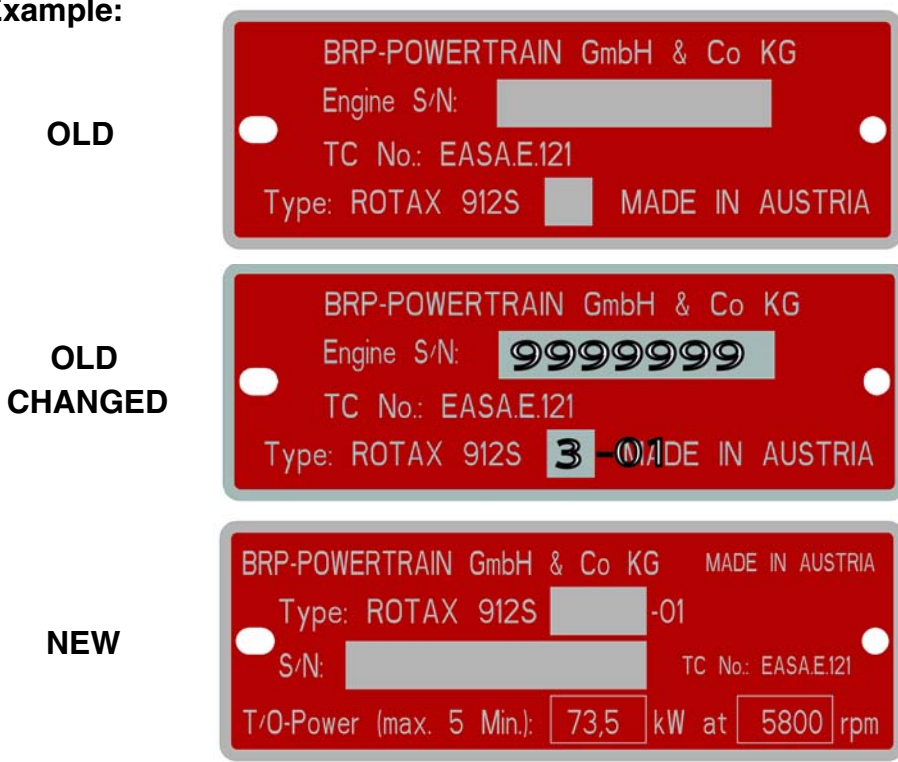 Example:
OLD
BRP-POWERTRAIN GmbH & Co KG
Engine S/N:
TC No.: EASA.E.121
Type: ROTAX 912S MADE IN AUSTRIA
OLD CHANGED
BRP-POWERTRAIN GmbH & Co KG
Engine S/N: 9999999
TC No.: EASA.E.121
Type: ROTAX 912S 3-01 MADE IN AUSTRIA
NEW
BRP-POWERTRAIN GmbH & Co KG MADE IN AUSTRIA
Type: ROTAX 912S -01
S/N: TC No.: EASA.E.121
T/O-Power (max. 5 Min.): 73,5 kW at 5800 rpm